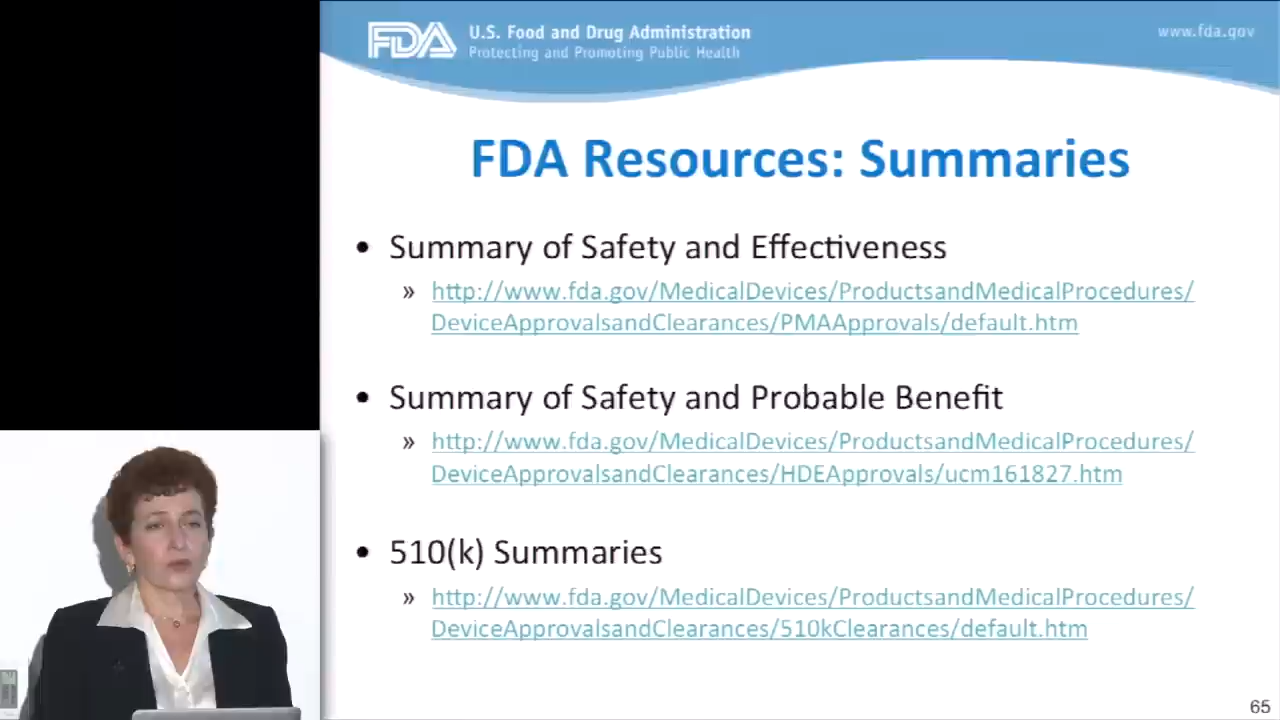 FDA
U.S. Food and Drug Administration
Protecting and Promoting Public Health
www.fda.gov
FDA Resources: Summaries
• Summary of Safety and Effectiveness
» http://www.fda.gov/MedicalDevices/ProductsandMedicalProcedures/
DeviceApprovalsandClearances/PMAApprovals/default.htm
• Summary of Safety and Probable Benefit
» http://www.fda.gov/MedicalDevices/ProductsandMedicalProcedures/
DeviceApprovalsandClearances/HDEApprovals/ucm161827.htm
• 510(k) Summaries
» http://www.fda.gov/MedicalDevices/ProductsandMedicalProcedures/
DeviceApprovalsandClearances/510kClearances/default.htm
65